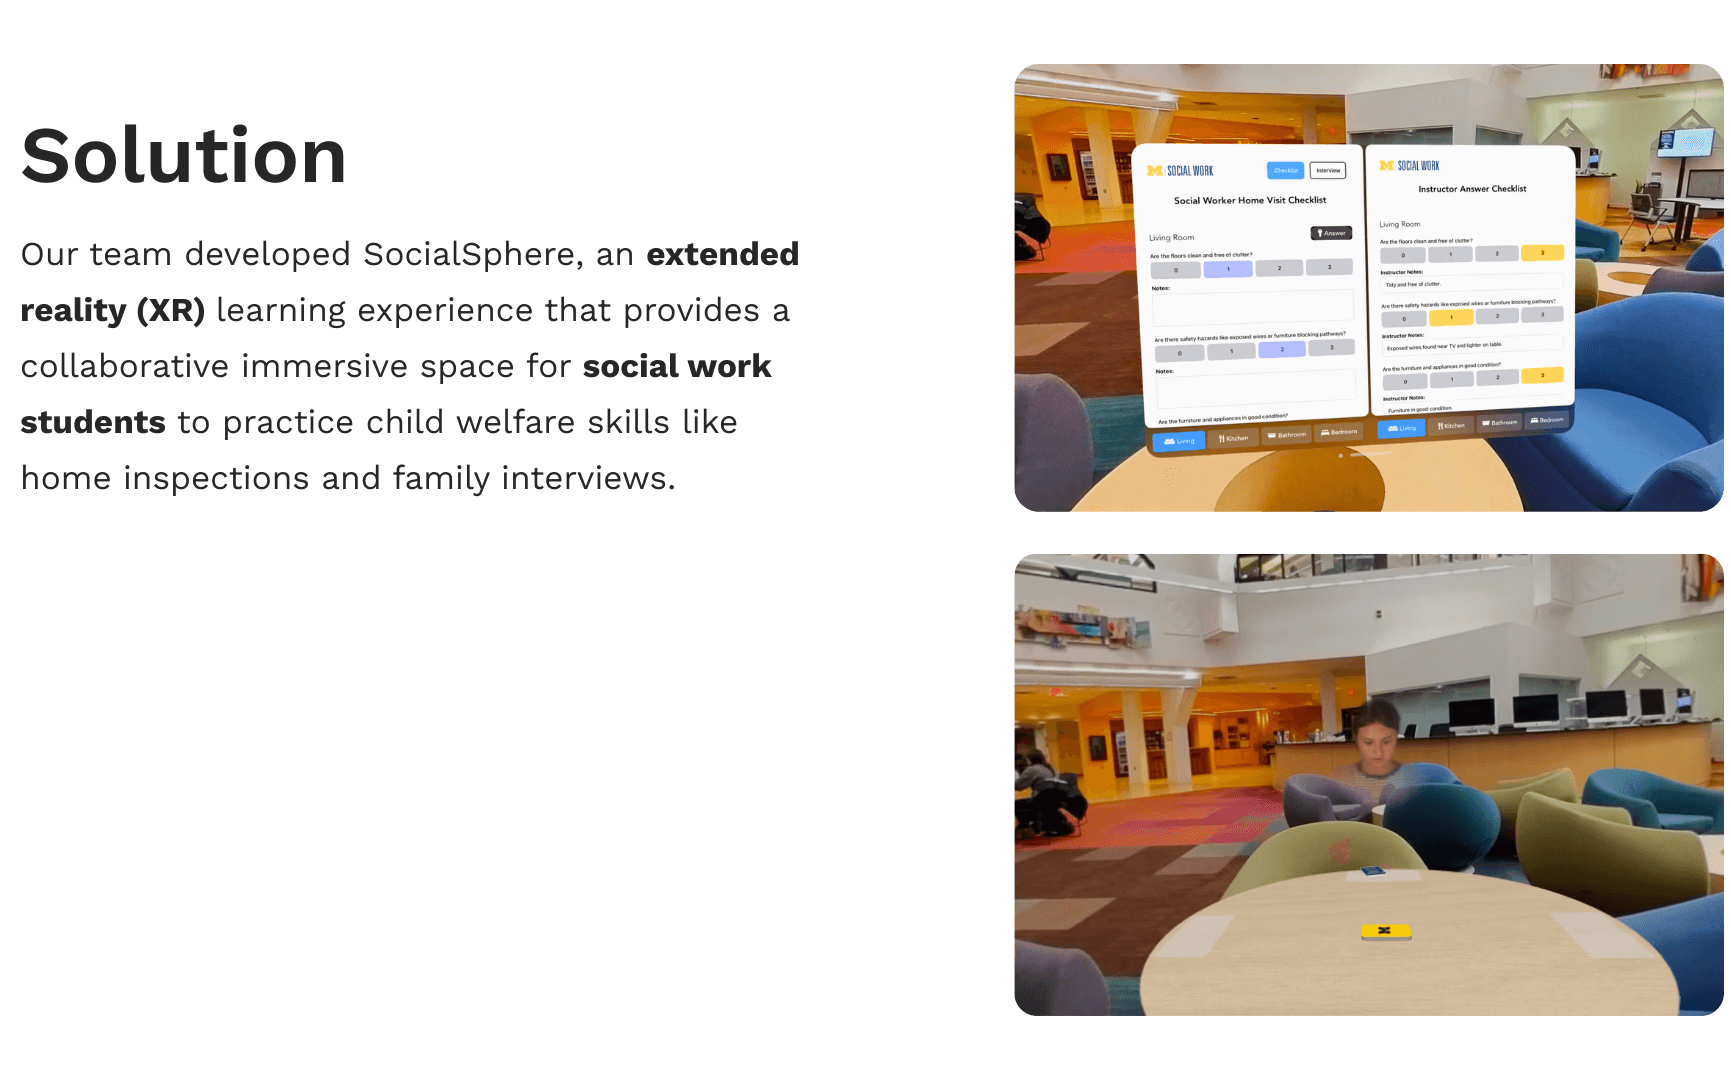 Solution
Our team developed SocialSphere, an extended
reality (XR) learning experience that provides a
collaborative immersive space for social work
students to practice child welfare skills like
home inspections and family interviews.
M SOCIAL WORK
Checklist Interview
Social Worker Home Visit Checklist
Living Room
Answer
Are the floors clean and free of clutter?
0 1 2 3
Notes:
Are there safety hazards like exposed wires or furniture blocking pathways?
0 1 2 3
Notes:
Are the furniture and appliances in good condition?
Living Kitchen Bathroom Bedroom
M SOCIAL WORK
Instructor Answer Checklist
Living Room
Are the floors clean and free of clutter?
0 1 2 3
Instructor Notes:
Tidy and free of clutter.
Are there safety hazards like exposed wires or furniture blocking pathways?
0 1 2 3
Instructor Notes:
Exposed wires found near TV and lighter on table.
Are the furniture and appliances in good condition?
0 1 2 3
Instructor Notes:
Furniture in good condition.
Living Kitchen Bathroom Bedroom
M